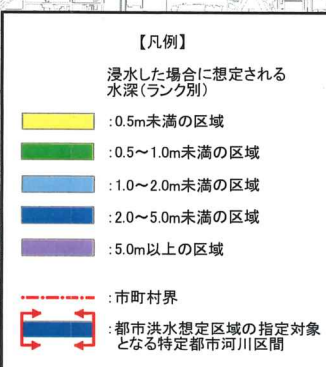 【凡例】
浸水した場合に想定される
水深(ランク別)
:0.5m未満の区域
:0.5～1.0m未満の区域
:1.0～2.0m未満の区域
:2.0～5.0m未満の区域
:5.0m以上の区域
:市町村界
:都市洪水想定区域の指定対象
となる特定都市河川区間